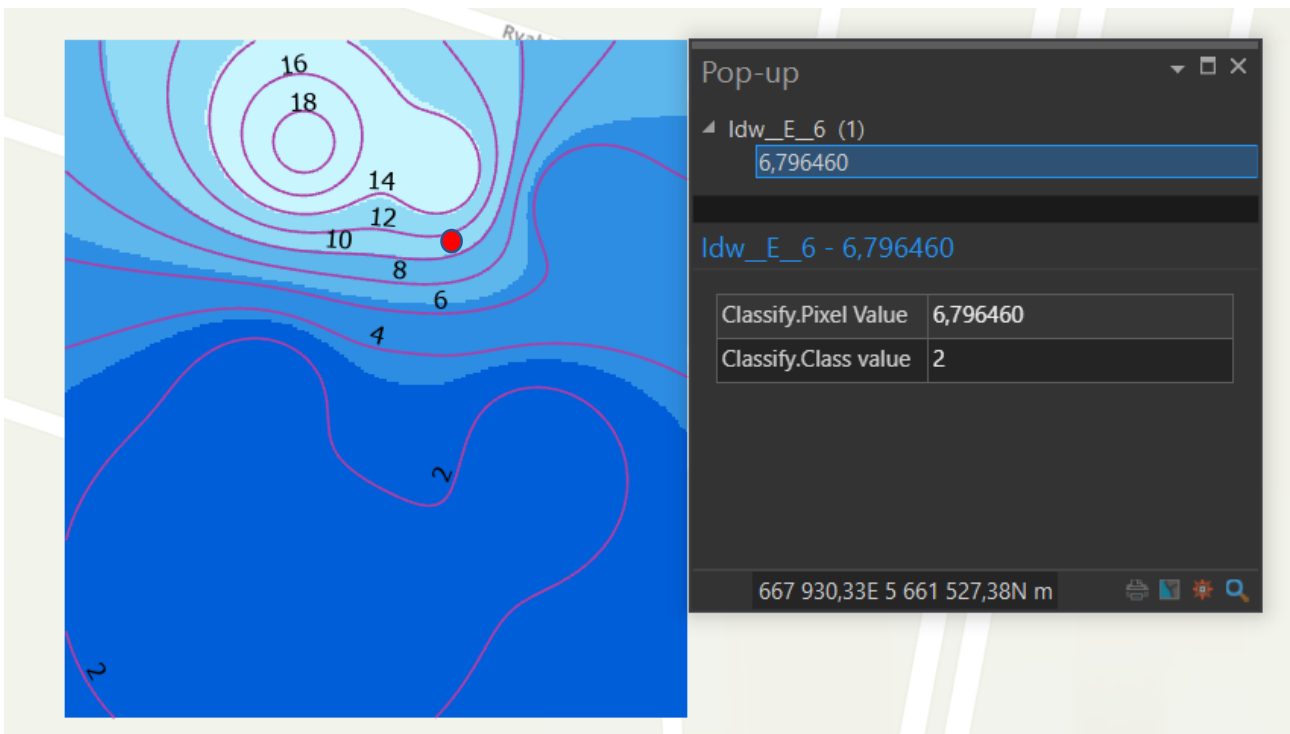 16
18
14
12
10
8
6
4
2
2
Pop-up
Idw__E__6 (1)
6,796460
Idw__E__6 - 6,796460
Classify.Pixel Value 6,796460
Classify.Class value 2
667 930,33E 5 661 527,38N m